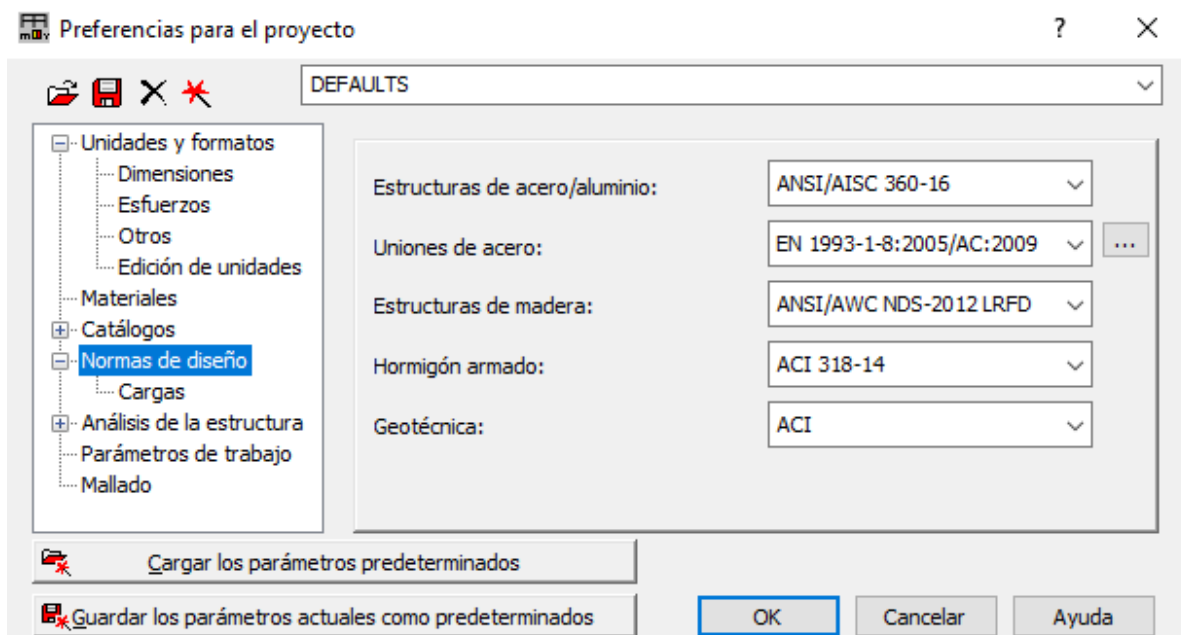 Preferencias para el proyecto
?
DEFAULTS
Unidades y formatos
Dimensiones
Esfuerzos
Otros
Edición de unidades
Materiales
Catálogos
Normas de diseño
Cargas
Análisis de la estructura
Parámetros de trabajo
Mallado
Estructuras de acero/aluminio: ANSI/AISC 360-16
Uniones de acero: EN 1993-1-8:2005/AC:2009 ...
Estructuras de madera: ANSI/AWC NDS-2012 LRFD
Hormigón armado: ACI 318-14
Geotécnica: ACI
Cargar los parámetros predeterminados
Guardar los parámetros actuales como predeterminados
OK Cancelar Ayuda